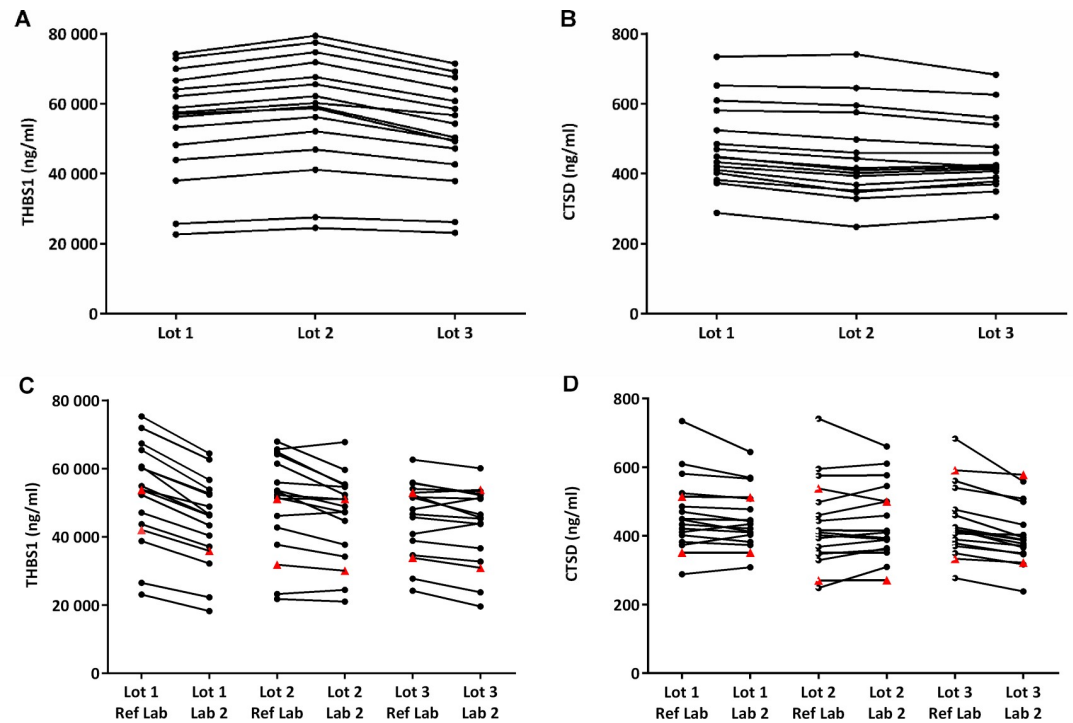 A
THBS1 (ng/ml)
80 000
60 000
40 000
20 000
0
Lot 1 Lot 2 Lot 3
B
CTSD (ng/ml)
800
600
400
200
0
Lot 1 Lot 2 Lot 3
C
THBS1 (ng/ml)
80 000
60 000
40 000
20 000
0
Lot 1 Lot 1 Lot 2 Lot 2 Lot 3 Lot 3
Ref Lab Lab 2 Ref Lab Lab 2 Ref Lab Lab 2
D
CTSD (ng/ml)
800
600
400
200
0
Lot 1 Lot 1 Lot 2 Lot 2 Lot 3 Lot 3
Ref Lab Lab 2 Ref Lab Lab 2 Ref Lab Lab 2